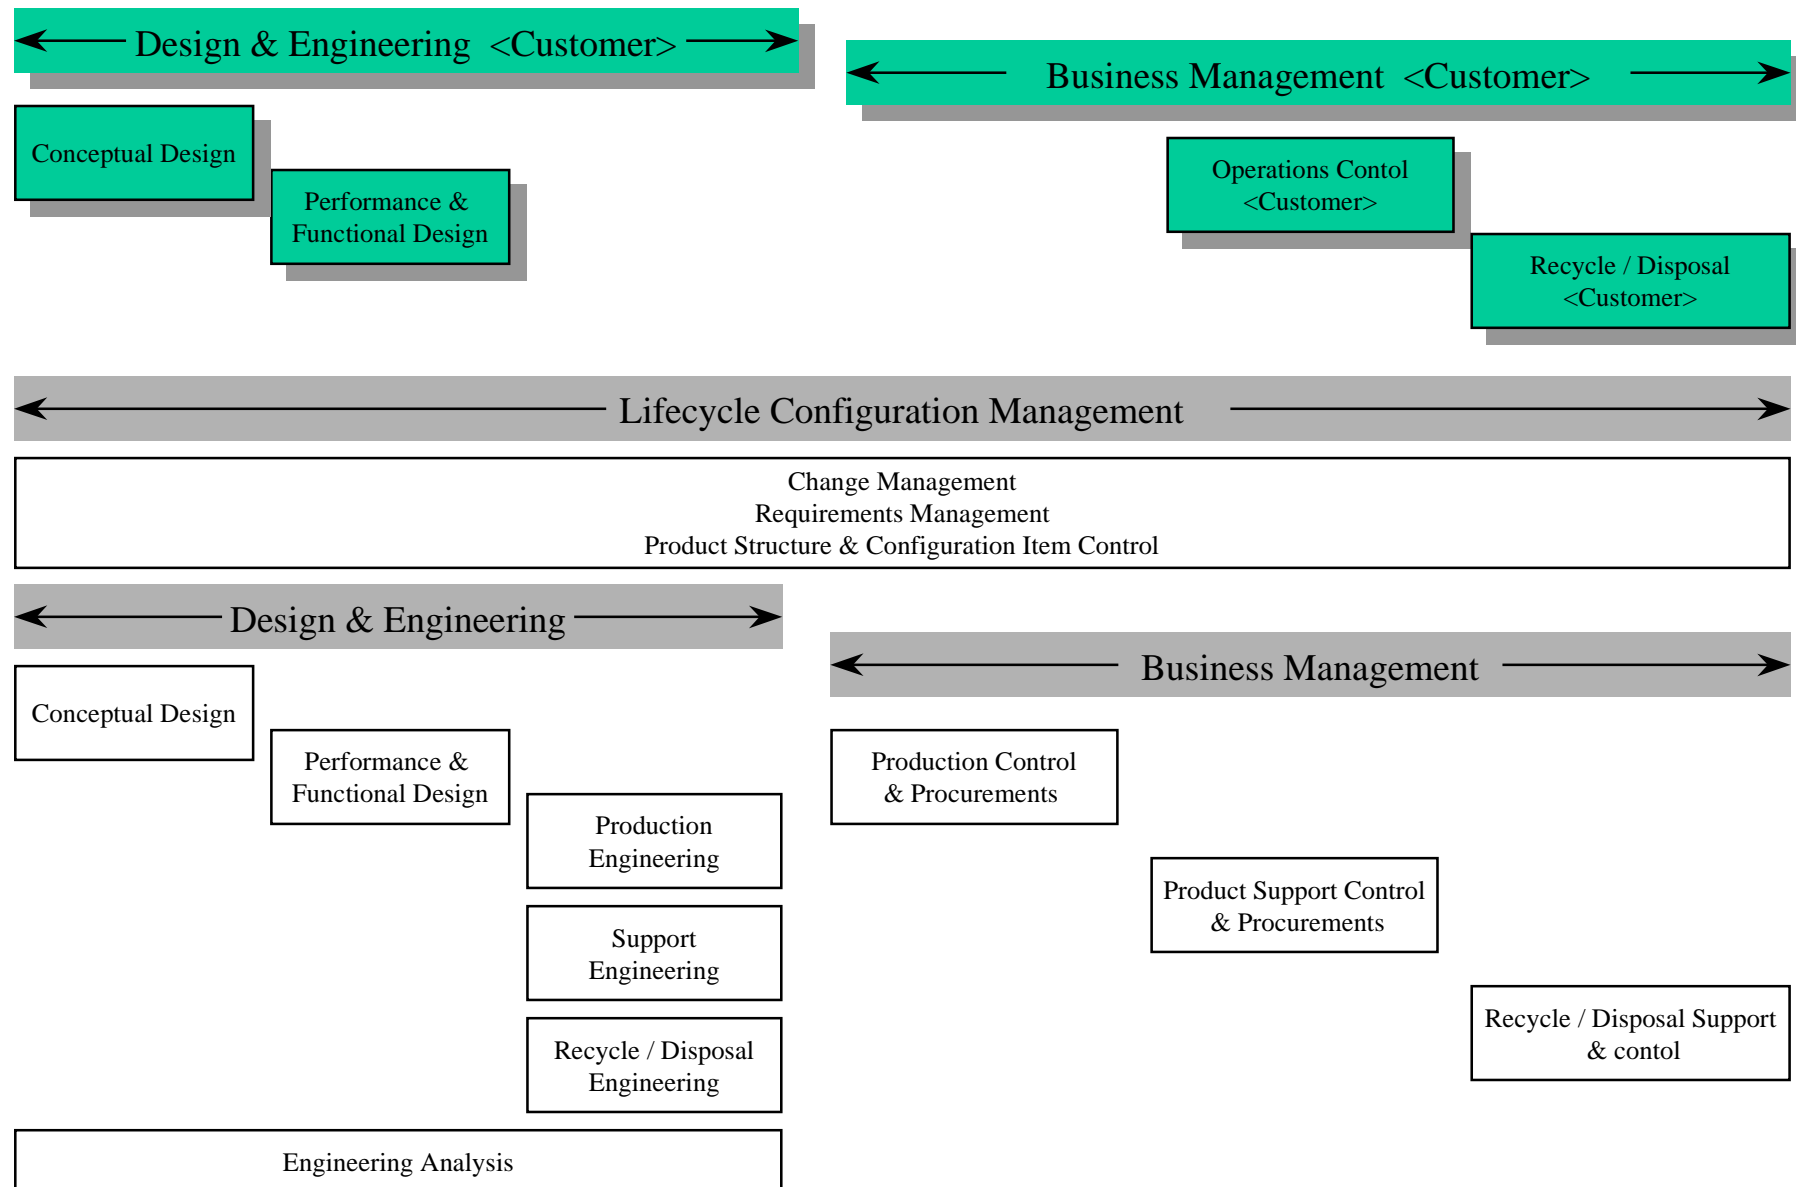 Design & Engineering <Customer>
Business Management <Customer>
Conceptual Design
Performance &
Functional Design
Operations Contol
<Customer>
Recycle / Disposal
<Customer>
Lifecycle Configuration Management
Change Management
Requirements Management
Product Structure & Configuration Item Control
Design & Engineering
Business Management
Conceptual Design
Performance &
Functional Design
Production
Engineering
Support
Engineering
Recycle / Disposal
Engineering
Engineering Analysis
Production Control
& Procurements
Product Support Control
& Procurements
Recycle / Disposal Support
& contol